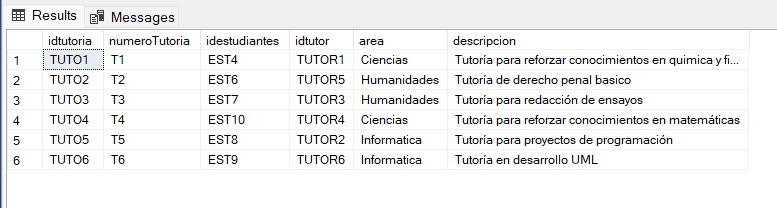 Results Messages
idtutoria numeroTutoria idestudiantes idtutor area descripcion
1 TUTO1 T1 EST4 TUTOR1 Ciencias Tutoría para reforzar conocimientos en quimica y fi...
2 TUTO2 T2 EST6 TUTOR5 Humanidades Tutoría de derecho penal basico
3 TUTO3 T3 EST7 TUTOR3 Humanidades Tutoría para redacción de ensayos
4 TUTO4 T4 EST10 TUTOR4 Ciencias Tutoría para reforzar conocimientos en matemáticas
5 TUTO5 T5 EST8 TUTOR2 Informatica Tutoría para proyectos de programación
6 TUTO6 T6 EST9 TUTOR6 Informatica Tutoría en desarrollo UML